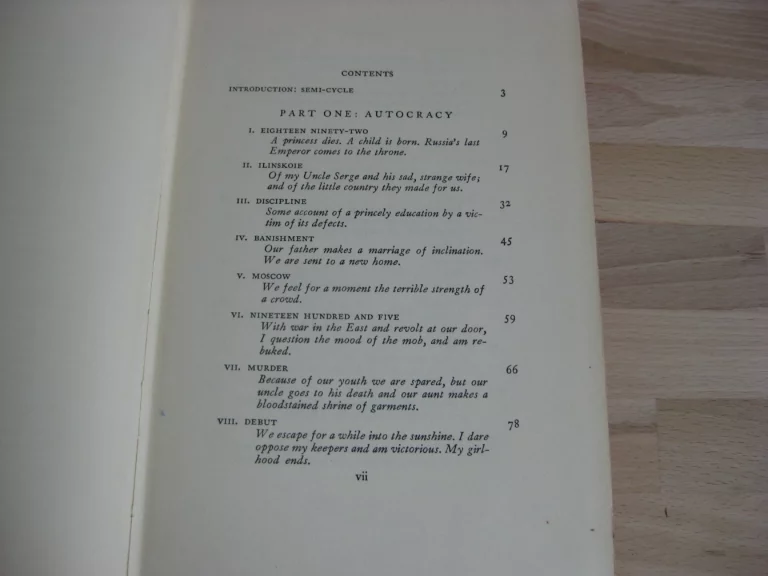 CONTENTS
INTRODUCTION: SEMI-CYCLE 3
PART ONE: AUTOCRACY
I. EIGHTEEN NINETY-TWO 9
A princess dies. A child is born. Russia's last
Emperor comes to the throne.
II. ILINSKOIE 17
Of my Uncle Serge and his sad, strange wife;
and of the little country they made for us.
III. DISCIPLINE 32
Some account of a princely education by a vic-
tim of its defects.
IV. BANISHMENT 45
Our father makes a marriage of inclination.
We are sent to a new home.
V. MOSCOW 53
We feel for a moment the terrible strength of
a crowd.
VI. NINETEEN HUNDRED AND FIVE 59
With war in the East and revolt at our door,
I question the mood of the mob, and am re-
buked.
VII. MURDER 66
Because of our youth we are spared, but our
uncle goes to his death and our aunt makes a
bloodstained shrine of garments.
VIII. DEBUT 78
We escape for a while into the sunshine. I dare
oppose my keepers and am victorious. My girl-
hood ends.
vii